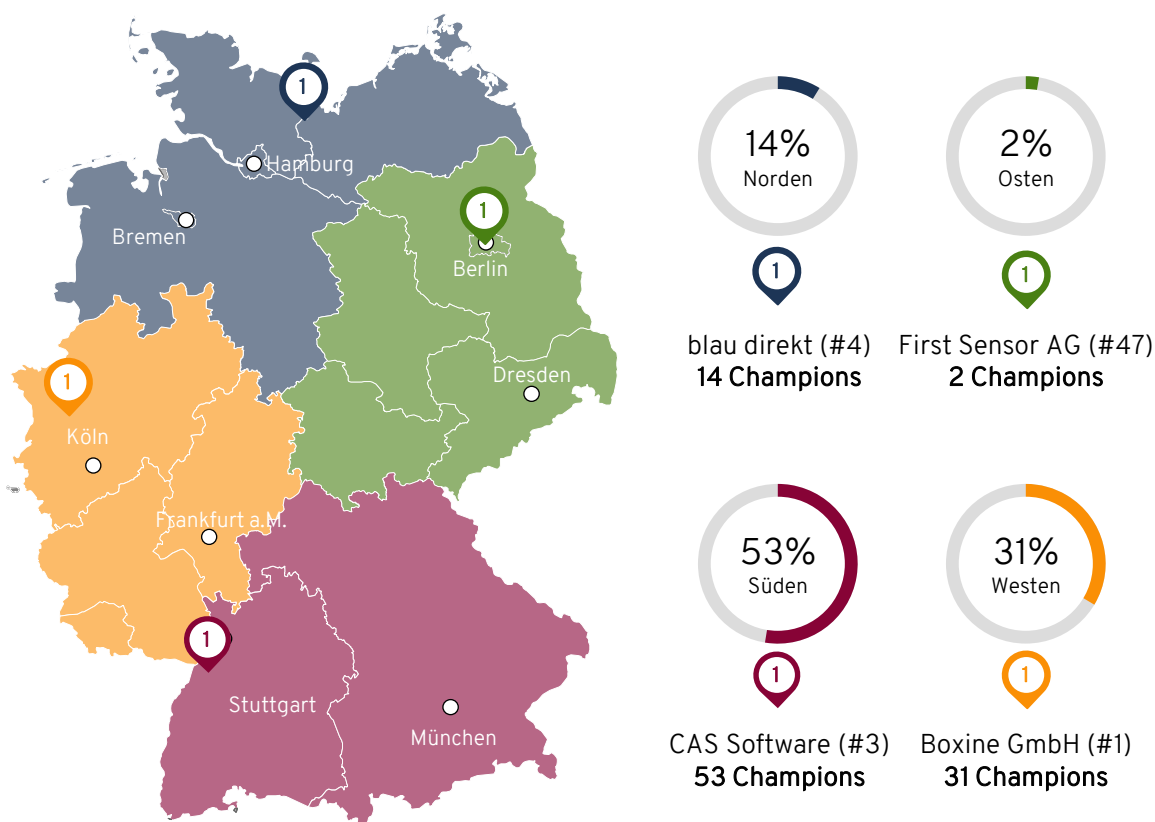 1
Hamburg
Bremen
1
Berlin
1
Köln
Dresden
Frankfurt a.M.
1
Stuttgart
München
14%
Norden
1
blau direkt (#4)
14 Champions
2%
Osten
1
First Sensor AG (#47)
2 Champions
53%
Süden
1
CAS Software (#3)
53 Champions
31%
Westen
1
Boxine GmbH (#1)
31 Champions